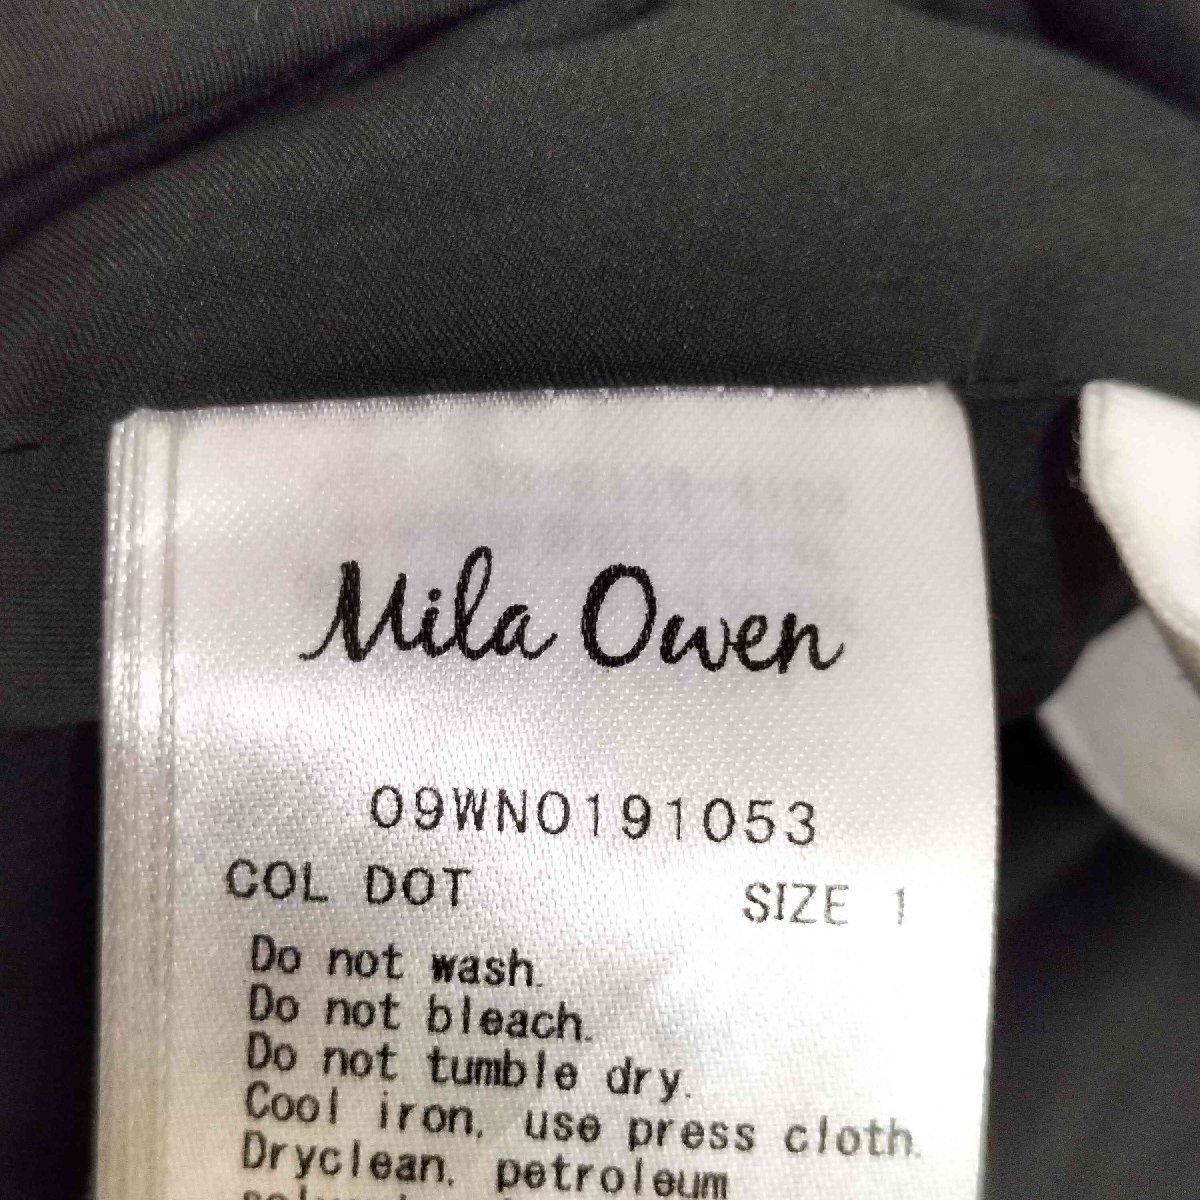 Mila Owen
09WNO191053
COL DOT SIZE 1
Do not wash.
Do not bleach.
Do not tumble dry.
Cool iron, use press cloth.
Dryclean, petroleum